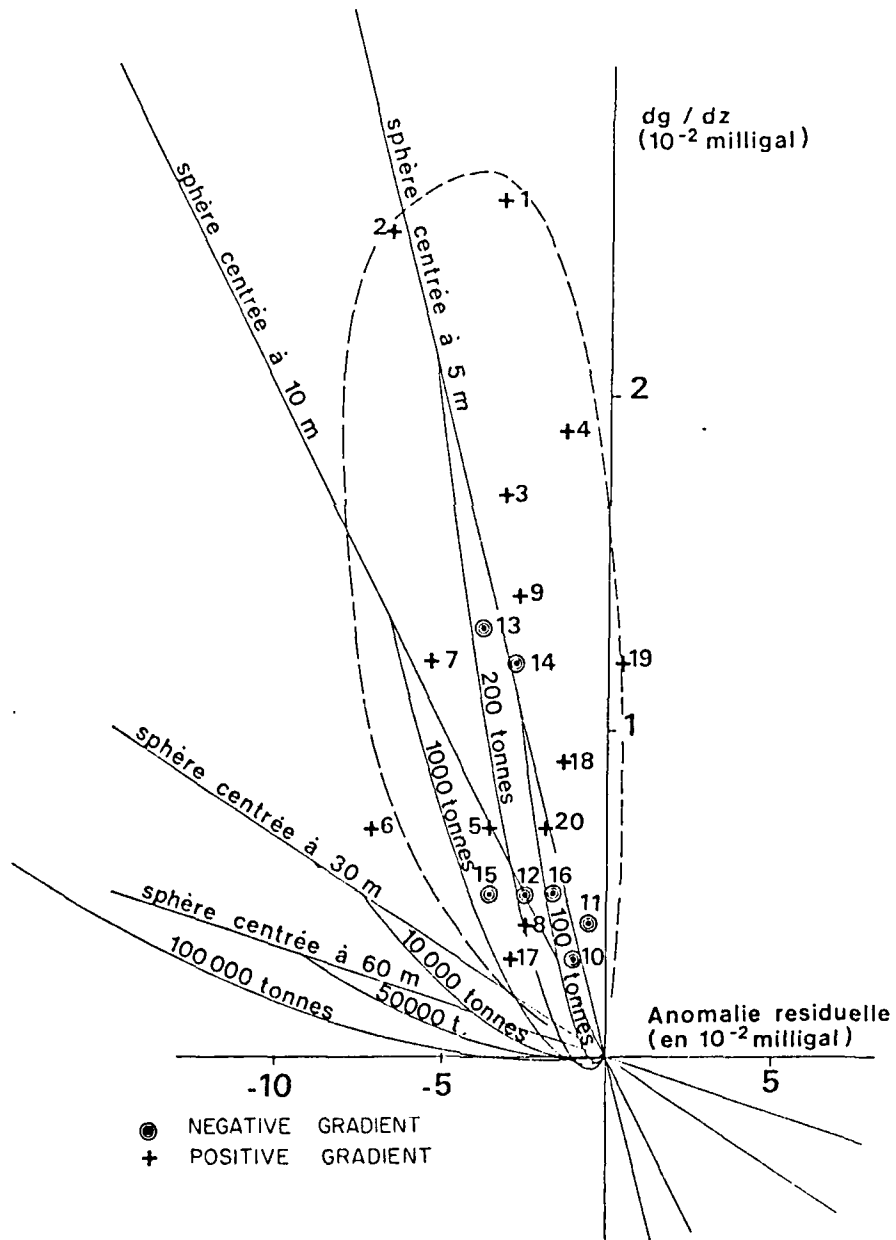 dg / dz
(10⁻² milligal)
sphère centrée à 5 m
sphère centrée à 10 m
1
2
2
4
3
9
13
7
14
19
200 tonnes
1
1000 tonnes
18
sphère centrée à 30 m
6
5
20
15
12
16
11
8
100 tonnes
10
17
10 000 tonnes
sphère centrée à 60 m
100 000 tonnes
50000 t.
Anomalie residuelle
(en 10⁻² milligal)
-10
-5
5
NEGATIVE GRADIENT
POSITIVE GRADIENT